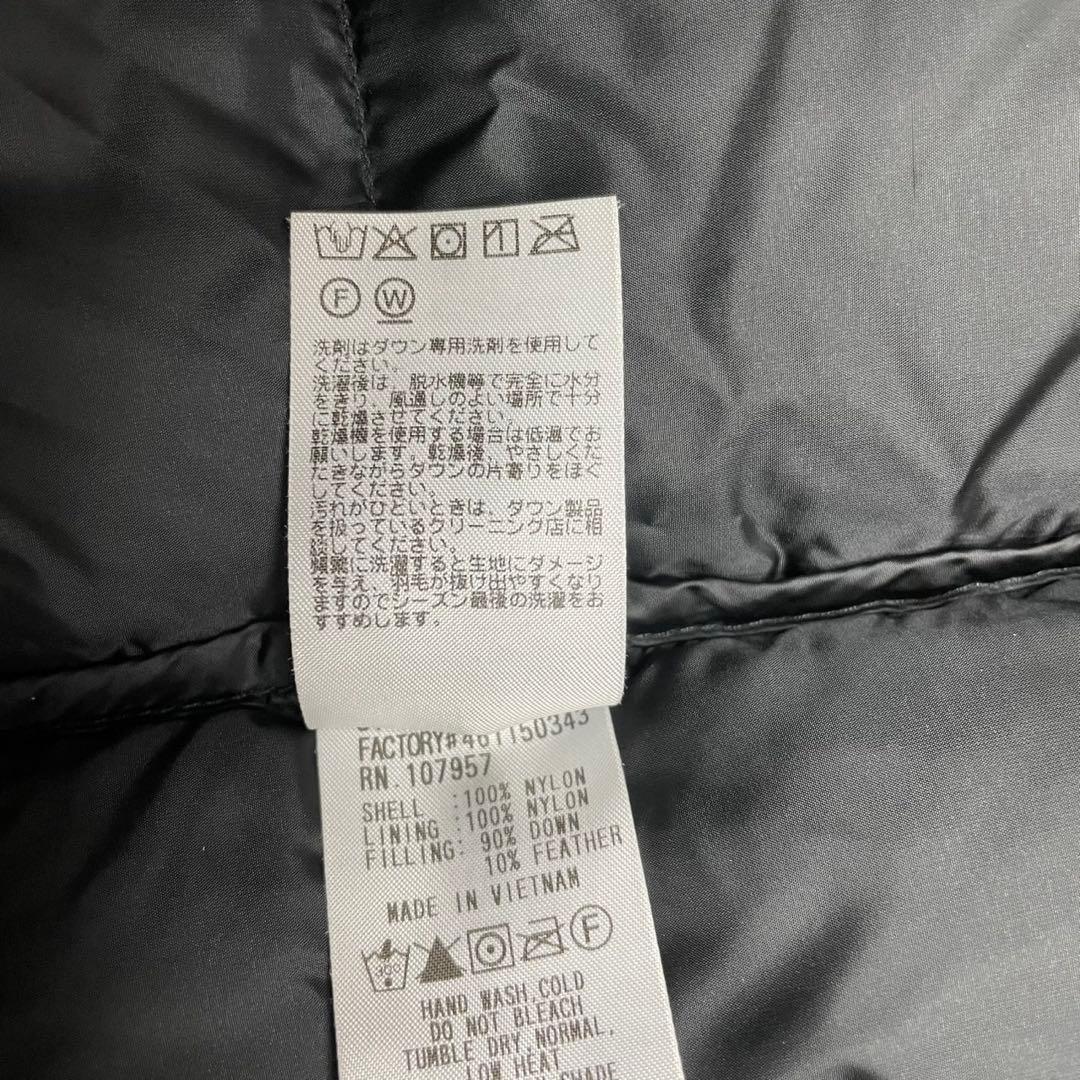 F W
洗剤はダウン専用洗剤を使用して
ください。
洗濯後は、脱水機等で完全に水分
をきり、風通しのよい場所で十分
に乾燥させてください。
乾燥機を使用する場合は低温でお
願いします。乾燥後、やさしくた
たきながらダウンの片寄りをほぐ
してください。
汚れがひどいときは、ダウン製品
を扱っているクリーニング店に相
談してください。
頻繁に洗濯すると生地にダメージ
を与え、羽毛が抜け出やすくなり
ますのでシーズン最後の洗濯をお
すすめします。
FACTORY#461150343
RN.107957
SHELL :100% NYLON
LINING :100% NYLON
FILLING: 90% DOWN
10% FEATHER
MADE IN VIETNAM
30 F
HAND WASH,COLD
DO NOT BLEACH
TUMBLE DRY NORMAL,
LOW HEAT
SHADE